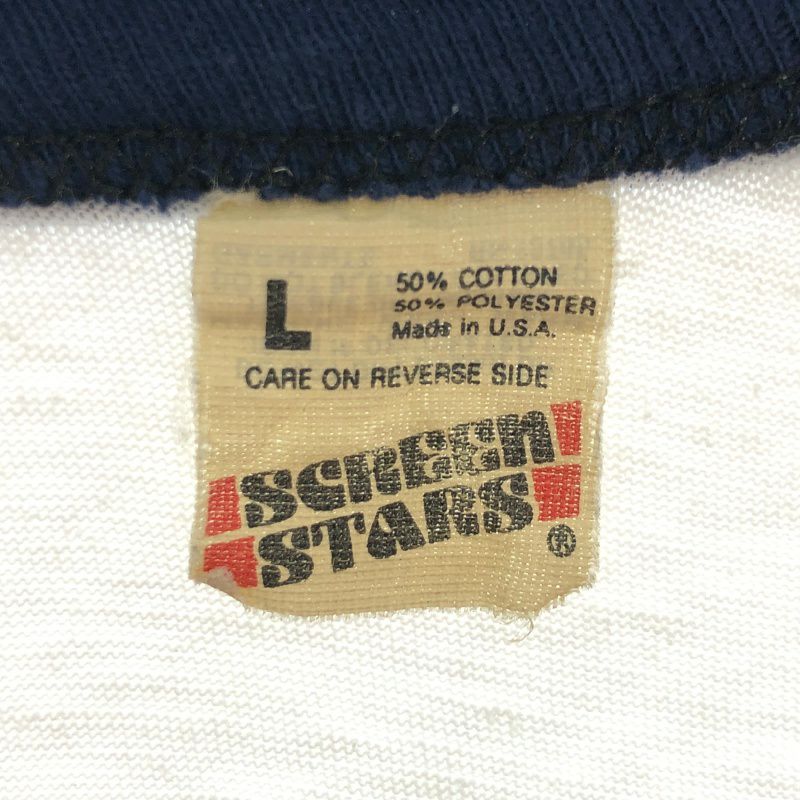 L
50% COTTON
50% POLYESTER
Made in U.S.A.
CARE ON REVERSE SIDE
SCREEN
STARS
®